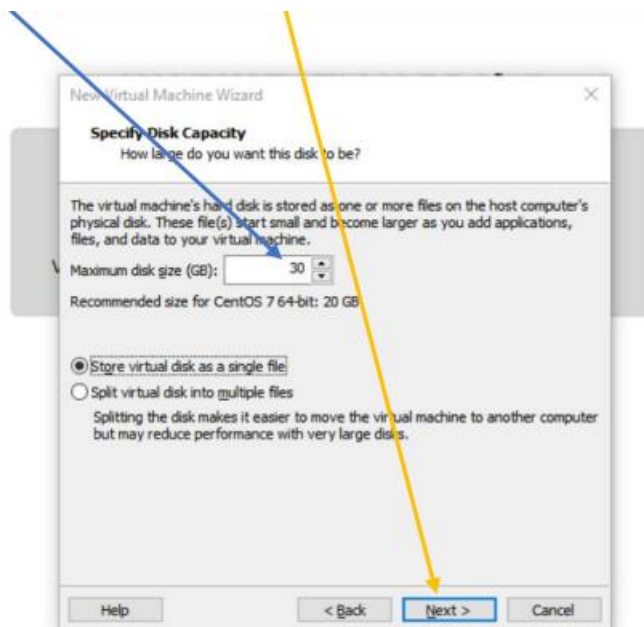 New Virtual Machine Wizard
Specify Disk Capacity
How large do you want this disk to be?
The virtual machine's hard disk is stored as one or more files on the host computer's
physical disk. These file(s) start small and become larger as you add applications,
files, and data to your virtual machine.
Maximum disk size (GB): 30
Recommended size for CentOS 7 64-bit: 20 GB
Store virtual disk as a single file
Split virtual disk into multiple files
Splitting the disk makes it easier to move the virtual machine to another computer
but may reduce performance with very large disks.
Help < Back Next > Cancel